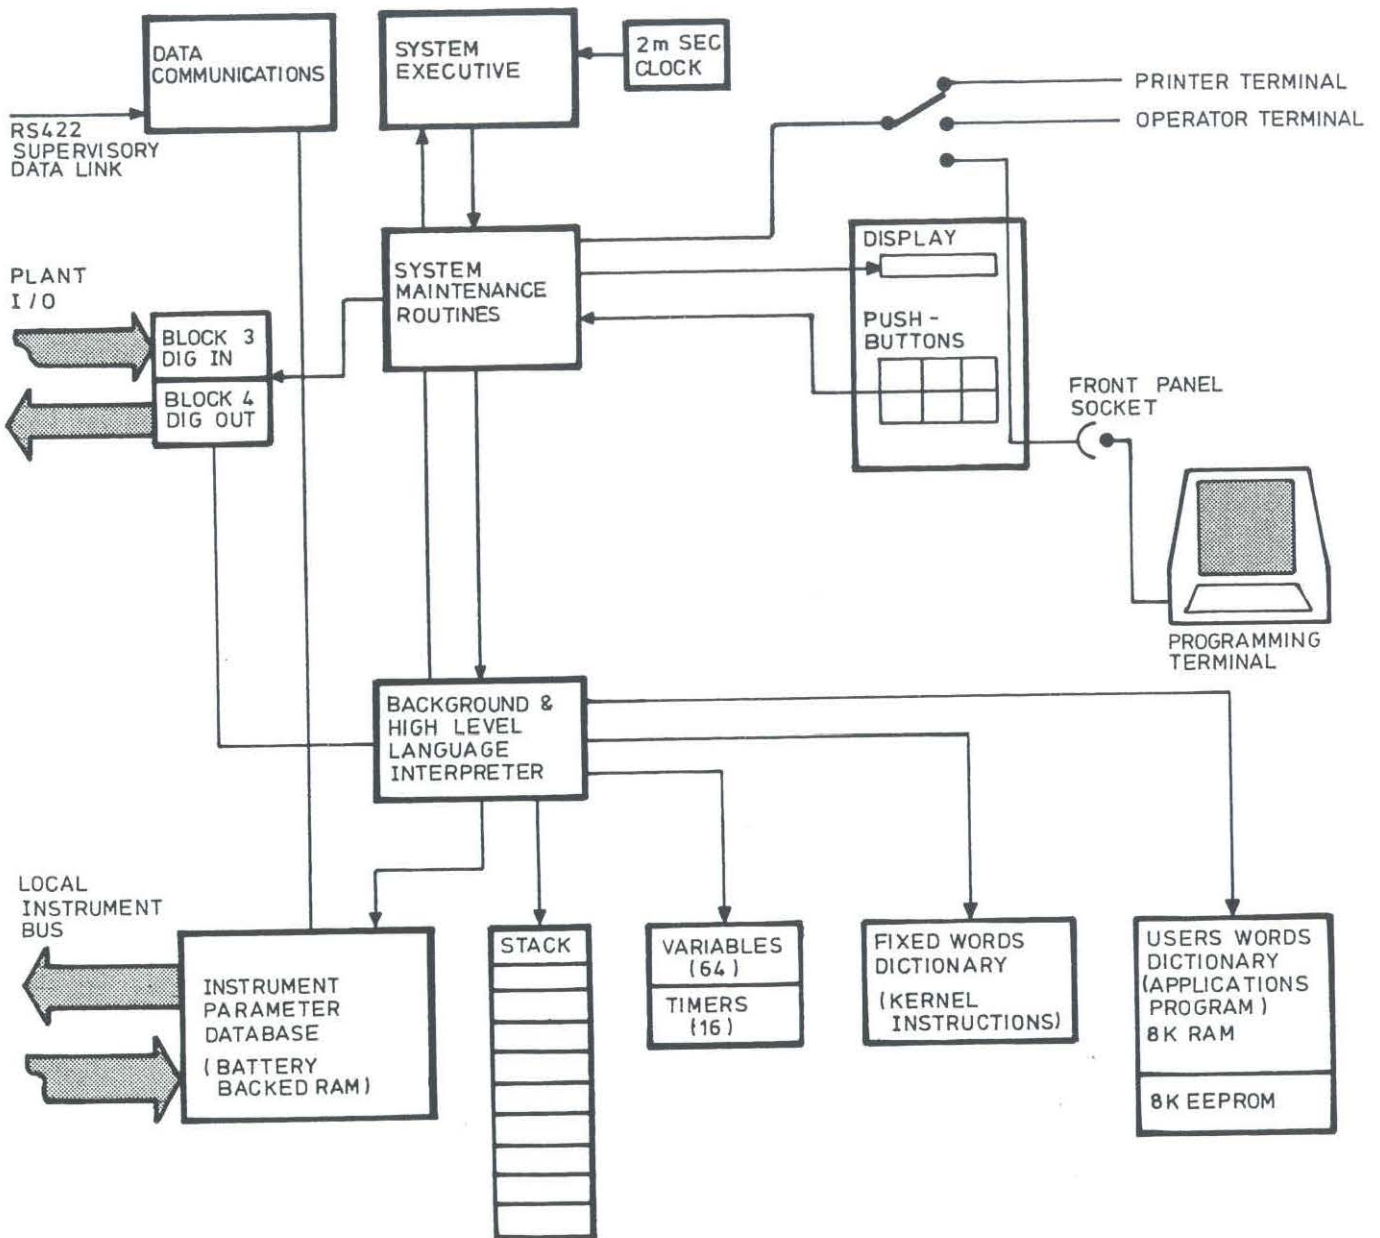 DATA
COMMUNICATIONS
SYSTEM
EXECUTIVE
2m SEC
CLOCK
PRINTER TERMINAL
OPERATOR TERMINAL
RS422
SUPERVISORY
DATA LINK
PLANT
I/O
BLOCK 3
DIG IN
BLOCK 4
DIG OUT
SYSTEM
MAINTENANCE
ROUTINES
DISPLAY
PUSH-
BUTTONS
FRONT PANEL
SOCKET
PROGRAMMING
TERMINAL
BACKGROUND &
HIGH LEVEL
LANGUAGE
INTERPRETER
LOCAL
INSTRUMENT
BUS
INSTRUMENT
PARAMETER
DATABASE
(BATTERY
BACKED RAM)
STACK
VARIABLES
(64)
TIMERS
(16)
FIXED WORDS
DICTIONARY
(KERNEL
INSTRUCTIONS)
USERS WORDS
DICTIONARY
(APPLICATIONS
PROGRAM)
8K RAM
8K EEPROM